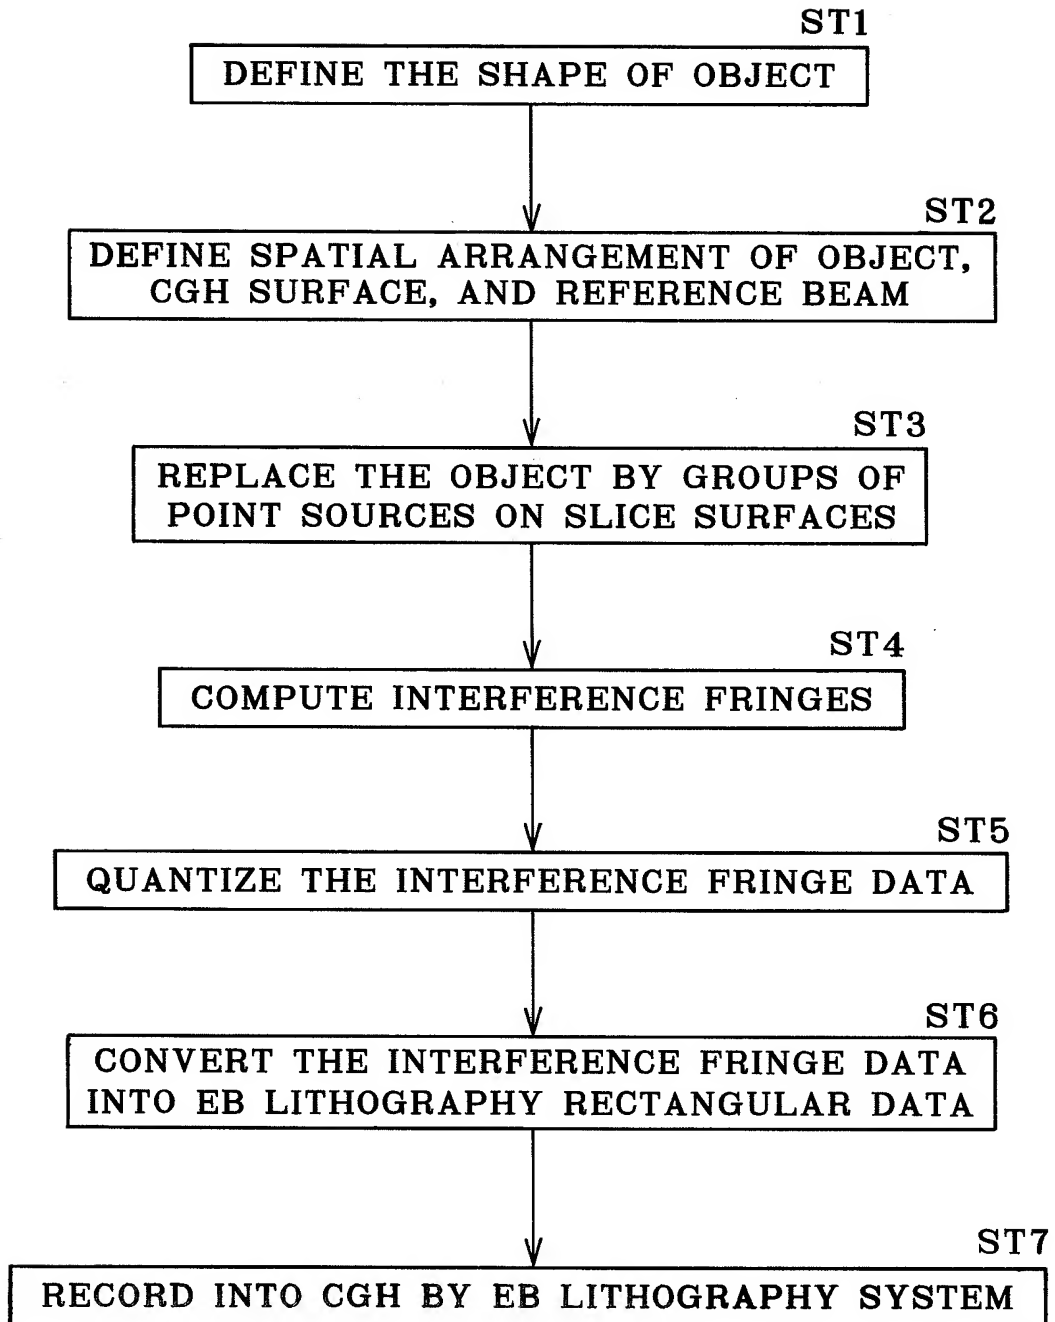 ST1
DEFINE THE SHAPE OF OBJECT
ST2
DEFINE SPATIAL ARRANGEMENT OF OBJECT,
CGH SURFACE, AND REFERENCE BEAM
ST3
REPLACE THE OBJECT BY GROUPS OF
POINT SOURCES ON SLICE SURFACES
ST4
COMPUTE INTERFERENCE FRINGES
ST5
QUANTIZE THE INTERFERENCE FRINGE DATA
ST6
CONVERT THE INTERFERENCE FRINGE DATA
INTO EB LITHOGRAPHY RECTANGULAR DATA
ST7
RECORD INTO CGH BY EB LITHOGRAPHY SYSTEM